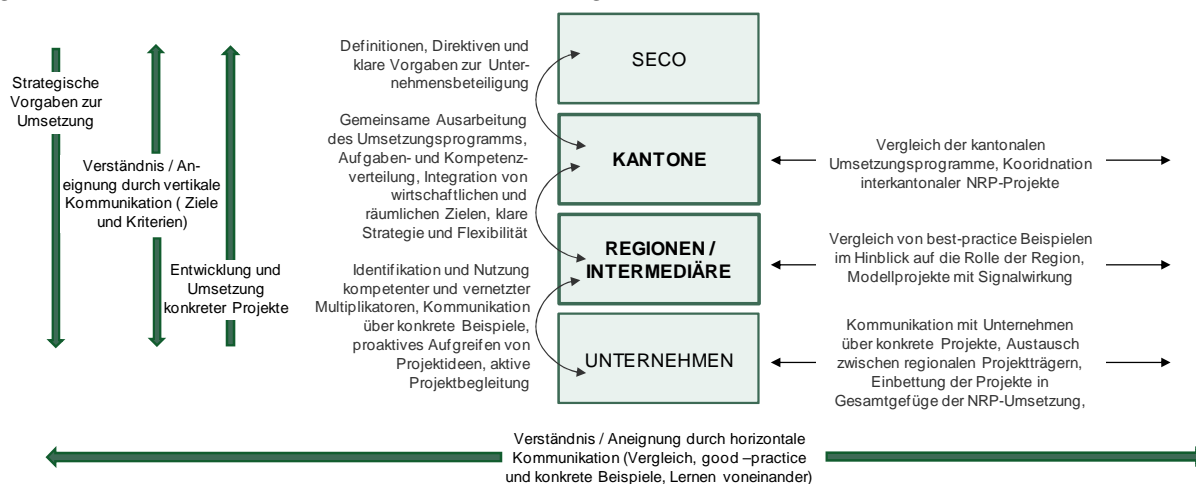 Strategische
Vorgaben zur
Umsetzung
Verständnis / An-
eignung durch vertikale
Kommunikation ( Ziele
und Kriterien)
Entwicklung und
Umsetzung
konkreter Projekte
Definitionen, Direktiven und
klare Vorgaben zur Unter-
nehmensbeteiligung
Gemeinsame Ausarbeitung
des Umsetzungsprogramms,
Aufgaben- und Kompetenz-
verteilung, Integration von
wirtschaftlichen und
räumlichen Zielen, klare
Strategie und Flexibilität
Identifikation und Nutzung
kompetenter und vernetzter
Multiplikatoren, Kommunikation
über konkrete Beispiele,
proaktives Aufgreifen von
Projektideen, aktive
Projektbegleitung
SECO
KANTONE
REGIONEN /
INTERMEDIÄRE
UNTERNEHMEN
Vergleich der kantonalen
Umsetzungsprogramme, Kooridnation
interkantonaler NRP-Projekte
Vergleich von best-practice Beispielen
im Hinblick auf die Rolle der Region,
Modellprojekte mit Signalwirkung
Kommunikation mit Unternehmen
über konkrete Projekte, Austausch
zwischen regionalen Projektträgern,
Einbettung der Projekte in
Gesamtgefüge der NRP-Umsetzung,
Verständnis / Aneignung durch horizontale
Kommunikation (Vergleich, good –practice
und konkrete Beispiele, Lernen voneinander)